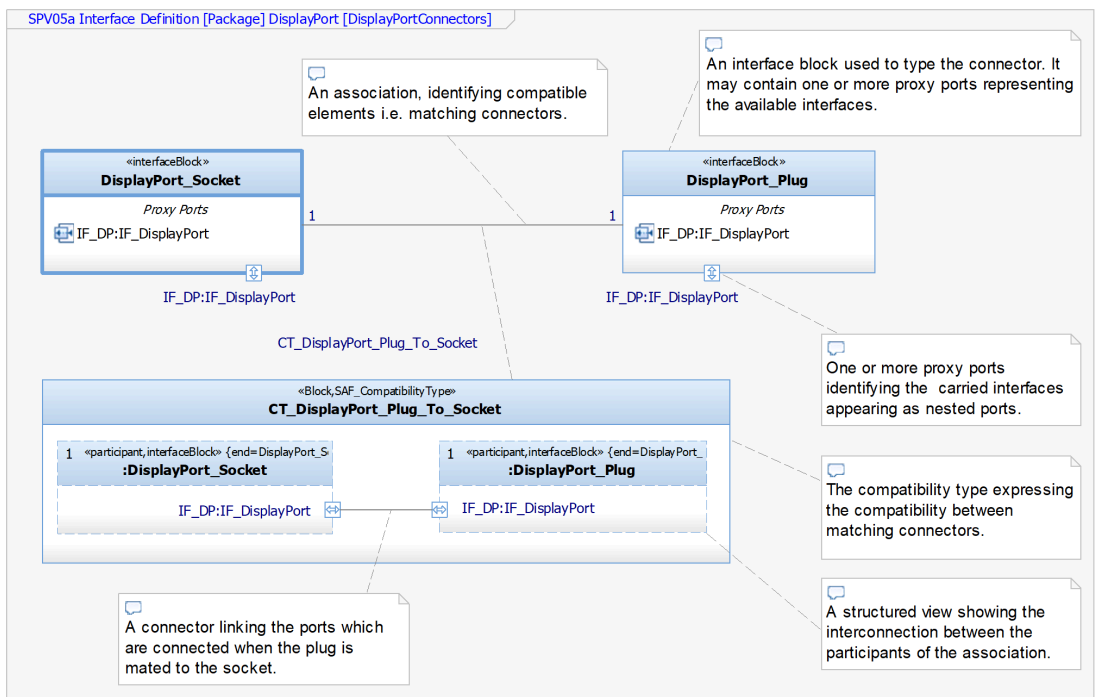 SPV05a Interface Definition [Package] DisplayPort [DisplayPortConnectors]
An association, identifying compatible
elements i.e. matching connectors.
An interface block used to type the connector. It
may contain one or more proxy ports representing
the available interfaces.
«interfaceBlock»
DisplayPort_Socket
Proxy Ports
IF_DP:IF_DisplayPort
1
1
«interfaceBlock»
DisplayPort_Plug
Proxy Ports
IF_DP:IF_DisplayPort
IF_DP:IF_DisplayPort
IF_DP:IF_DisplayPort
CT_DisplayPort_Plug_To_Socket
One or more proxy ports
identifying the carried interfaces
appearing as nested ports.
«Block,SAF_CompatibilityType»
CT_DisplayPort_Plug_To_Socket
1 «participant,interfaceBlock» {end=DisplayPort_S
:DisplayPort_Socket
IF_DP:IF_DisplayPort
1 «participant,interfaceBlock» {end=DisplayPort_
:DisplayPort_Plug
IF_DP:IF_DisplayPort
The compatibility type expressing
the compatibility between
matching connectors.
A connector linking the ports which
are connected when the plug is
mated to the socket.
A structured view showing the
interconnection between the
participants of the association.